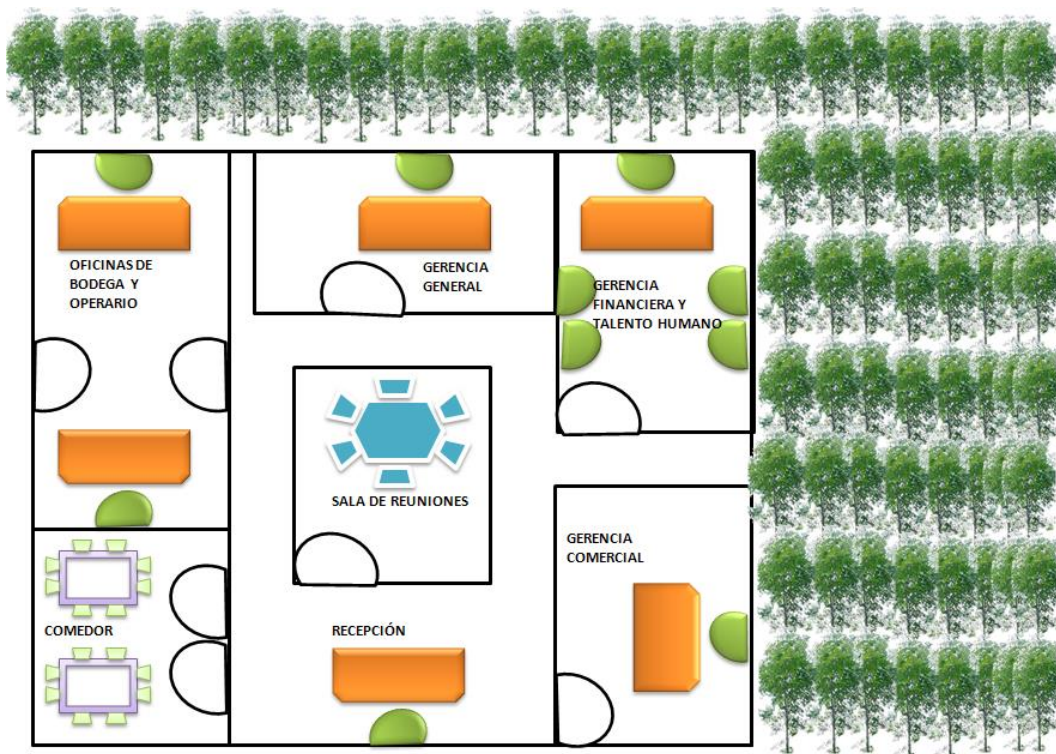 OFICINAS DE
BODEGA Y
OPERARIO
GERENCIA
GENERAL
GERENCIA
FINANCIERA Y
TALENTO HUMANO
SALA DE REUNIONES
GERENCIA
COMERCIAL
COMEDOR
RECEPCIÓN